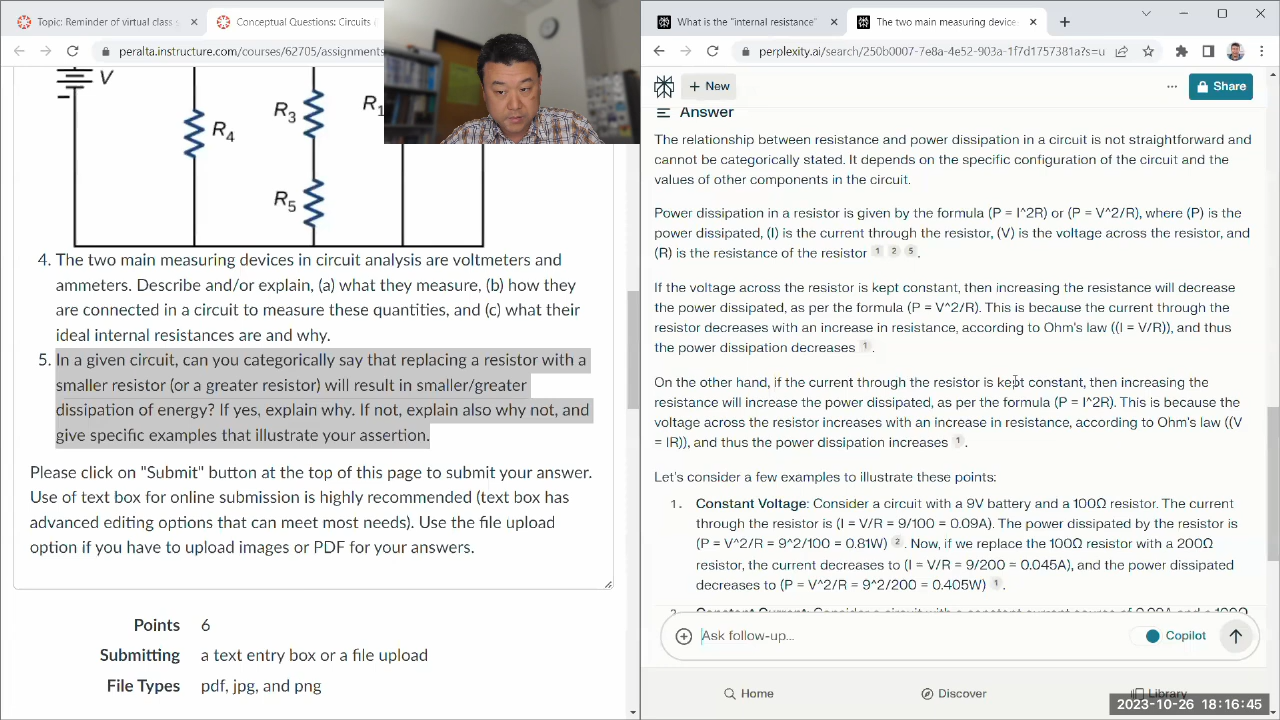 Topic: Reminder of virtual class s
Conceptual Questions: Circuits (
peralta.instructure.com/courses/62705/assignments
V
R4
R3
R1
R5
4. The two main measuring devices in circuit analysis are voltmeters and
ammeters. Describe and/or explain, (a) what they measure, (b) how they
are connected in a circuit to measure these quantities, and (c) what their
ideal internal resistances are and why.
5. In a given circuit, can you categorically say that replacing a resistor with a
smaller resistor (or a greater resistor) will result in smaller/greater
dissipation of energy? If yes, explain why. If not, explain also why not, and
give specific examples that illustrate your assertion.
Please click on "Submit" button at the top of this page to submit your answer.
Use of text box for online submission is highly recommended (text box has
advanced editing options that can meet most needs). Use the file upload
option if you have to upload images or PDF for your answers.
Points 6
Submitting a text entry box or a file upload
File Types pdf, jpg, and png
What is the "internal resistance"
The two main measuring device
perplexity.ai/search/250b0007-7e8a-4e52-903a-1f7d1757381a?s=u
+ New
Share
Answer
The relationship between resistance and power dissipation in a circuit is not straightforward and
cannot be categorically stated. It depends on the specific configuration of the circuit and the
values of other components in the circuit.
Power dissipation in a resistor is given by the formula (P = I^2R) or (P = V^2/R), where (P) is the
power dissipated, (I) is the current through the resistor, (V) is the voltage across the resistor, and
(R) is the resistance of the resistor 1 2 5 .
If the voltage across the resistor is kept constant, then increasing the resistance will decrease
the power dissipated, as per the formula (P = V^2/R). This is because the current through the
resistor decreases with an increase in resistance, according to Ohm's law ((I = V/R)), and thus
the power dissipation decreases 1 .
On the other hand, if the current through the resistor is kept constant, then increasing the
resistance will increase the power dissipated, as per the formula (P = I^2R). This is because the
voltage across the resistor increases with an increase in resistance, according to Ohm's law ((V
= IR)), and thus the power dissipation increases 1 .
Let's consider a few examples to illustrate these points:
1. Constant Voltage: Consider a circuit with a 9V battery and a 100Ω resistor. The current
through the resistor is (I = V/R = 9/100 = 0.09A). The power dissipated by the resistor is
(P = V^2/R = 9^2/100 = 0.81W) 2 . Now, if we replace the 100Ω resistor with a 200Ω
resistor, the current decreases to (I = V/R = 9/200 = 0.045A), and the power dissipated
decreases to (P = V^2/R = 9^2/200 = 0.405W) 1 .
Ask follow-up...
Copilot
Home
Discover
Library
2023-10-26 18:16:45